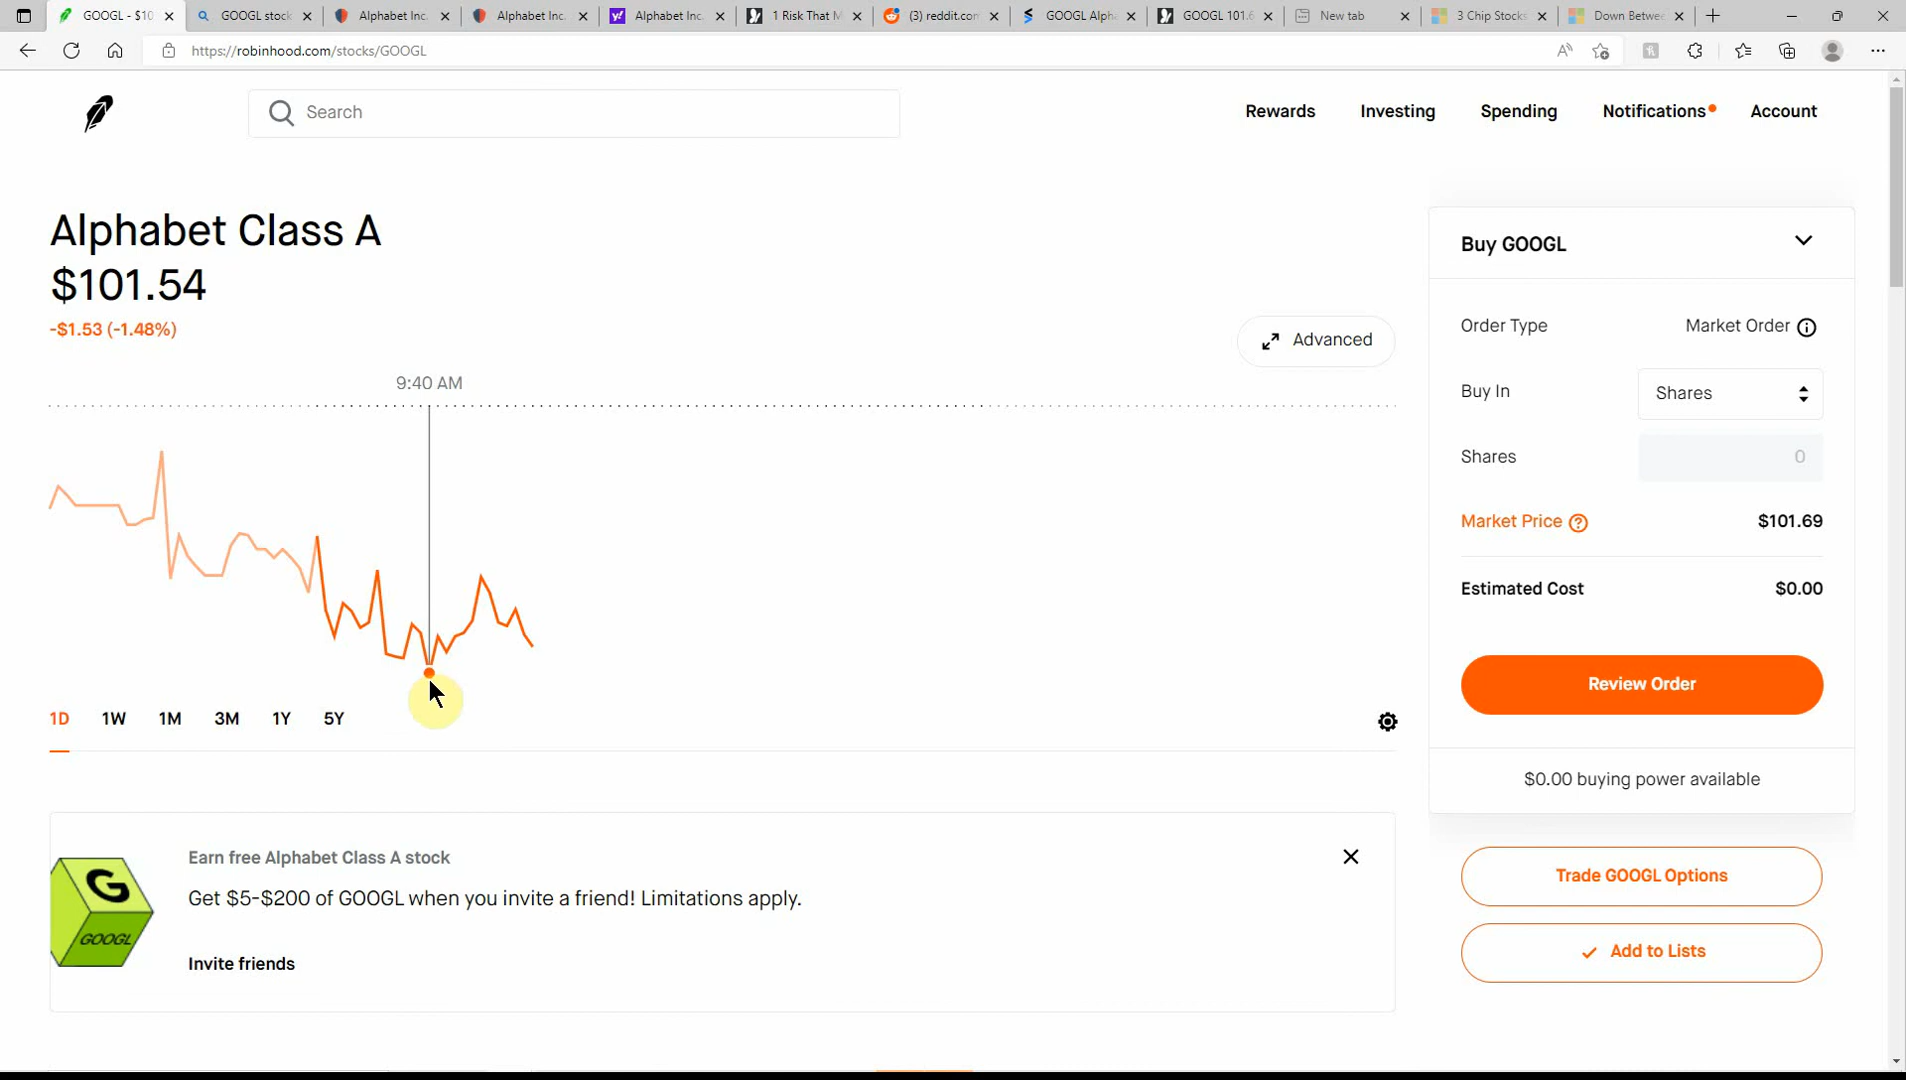 GOOGL - $10
GOOGL stock
Alphabet Inc.
Alphabet Inc.
Alphabet Inc.
1 Risk That M
(3) reddit.com
GOOGL Alpha
GOOGL 101.6
New tab
3 Chip Stocks
Down Betwee
https://robinhood.com/stocks/GOOGL
Search
Rewards
Investing
Spending
Notifications
Account
Alphabet Class A
$101.54
-$1.53 (-1.48%)
Advanced
9:40 AM
1D
1W
1M
3M
1Y
5Y
Earn free Alphabet Class A stock
Get $5-$200 of GOOGL when you invite a friend! Limitations apply.
Invite friends
G
GOOGL
Buy GOOGL
Order Type
Market Order
Buy In
Shares
Shares
0
Market Price
$101.69
Estimated Cost
$0.00
Review Order
$0.00 buying power available
Trade GOOGL Options
Add to Lists